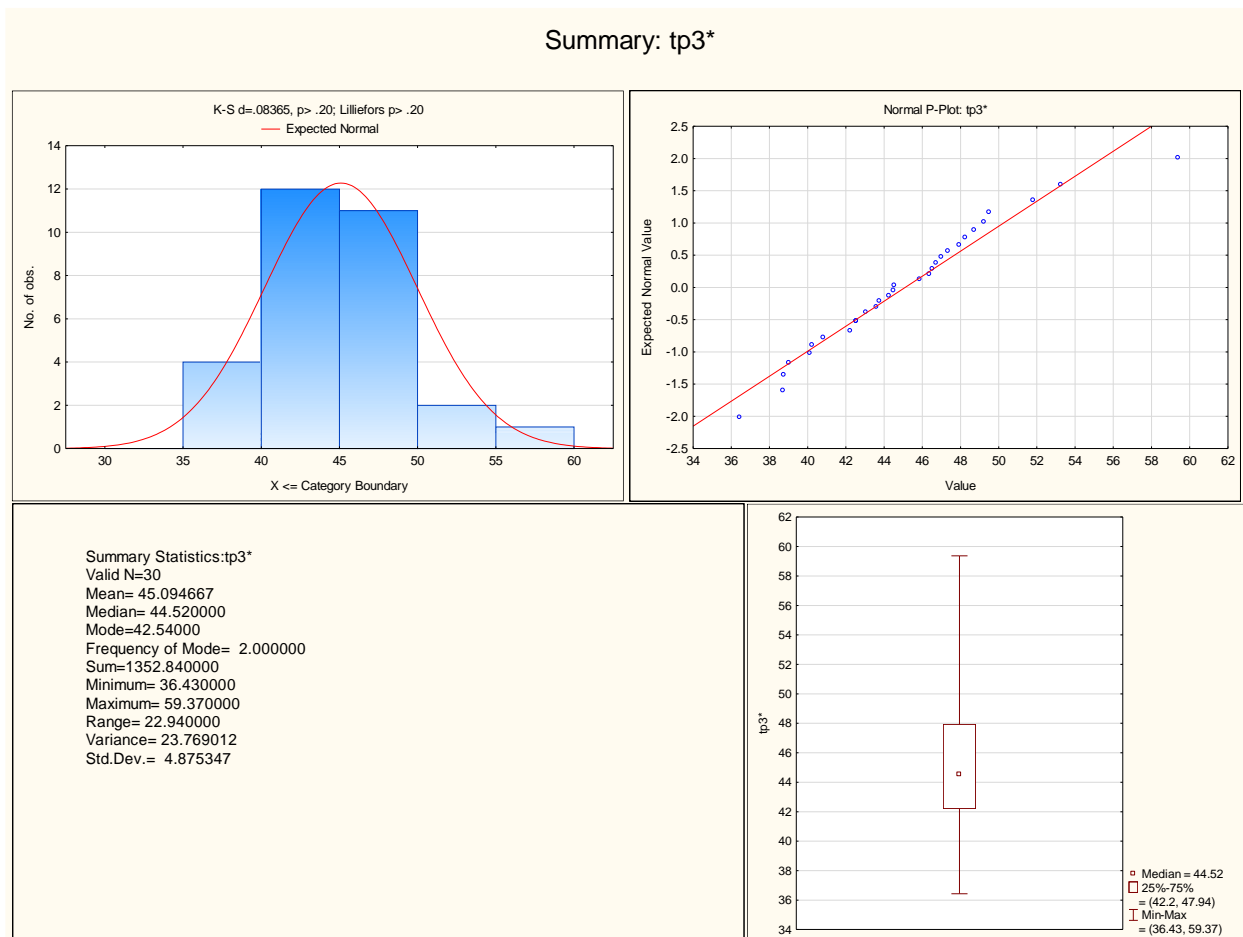 Summary: tp3*
K-S d=.08365, p> .20; Lilliefors p> .20
Expected Normal
14
12
10
8
6
4
2
0
No. of obs.
30 35 40 45 50 55 60
X <= Category Boundary
Normal P-Plot: tp3*
2.5
2.0
1.5
1.0
0.5
0.0
-0.5
-1.0
-1.5
-2.0
-2.5
Expected Normal Value
34 36 38 40 42 44 46 48 50 52 54 56 58 60 62
Value
Summary Statistics:tp3*
Valid N=30
Mean= 45.094667
Median= 44.520000
Mode=42.54000
Frequency of Mode= 2.000000
Sum=1352.840000
Minimum= 36.430000
Maximum= 59.370000
Range= 22.940000
Variance= 23.769012
Std.Dev.= 4.875347
62
60
58
56
54
52
50
48
46
44
42
40
38
36
34
tp3*
Median = 44.52
25%-75%
= (42.2, 47.94)
Min-Max
= (36.43, 59.37)